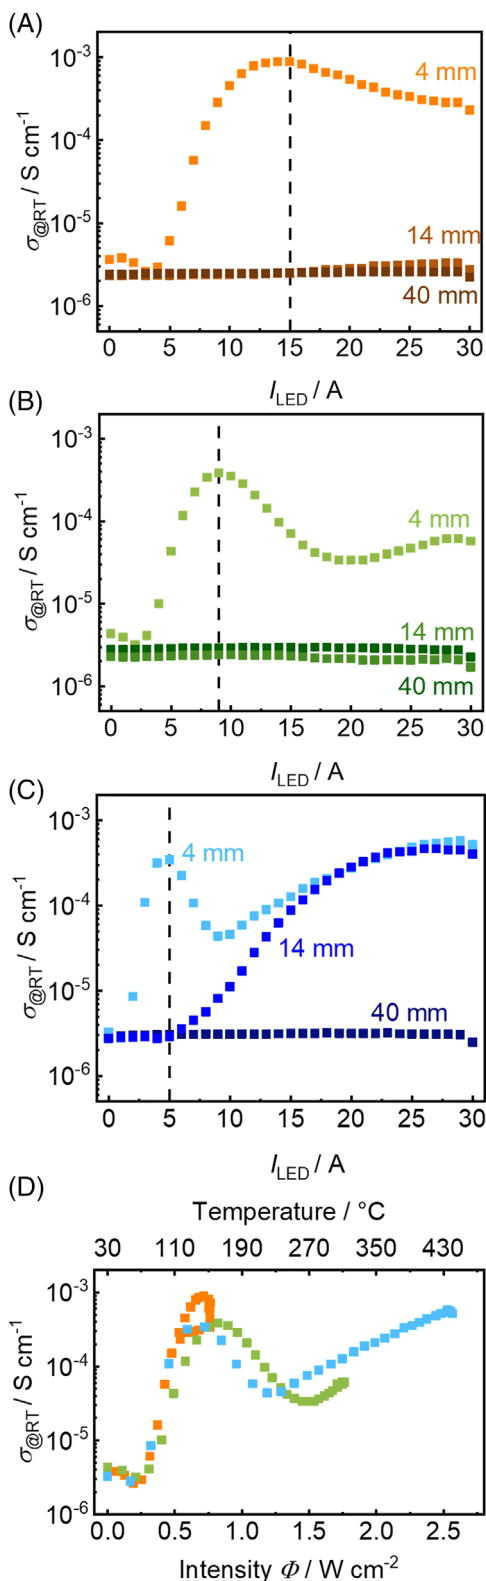 (A)
10⁻³
4 mm
10⁻⁴
σ@RT / S cm⁻¹
10⁻⁵
14 mm
40 mm
10⁻⁶
0 5 10 15 20 25 30
I_LED / A
(B)
10⁻³
4 mm
10⁻⁴
σ@RT / S cm⁻¹
10⁻⁵
14 mm
40 mm
10⁻⁶
0 5 10 15 20 25 30
I_LED / A
(C)
10⁻³
4 mm
10⁻⁴
14 mm
σ@RT / S cm⁻¹
10⁻⁵
40 mm
10⁻⁶
0 5 10 15 20 25 30
I_LED / A
(D)
Temperature / °C
30 110 190 270 350 430
10⁻³
10⁻⁴
σ@RT / S cm⁻¹
10⁻⁵
10⁻⁶
0.0 0.5 1.0 1.5 2.0 2.5
Intensity Φ / W cm⁻²